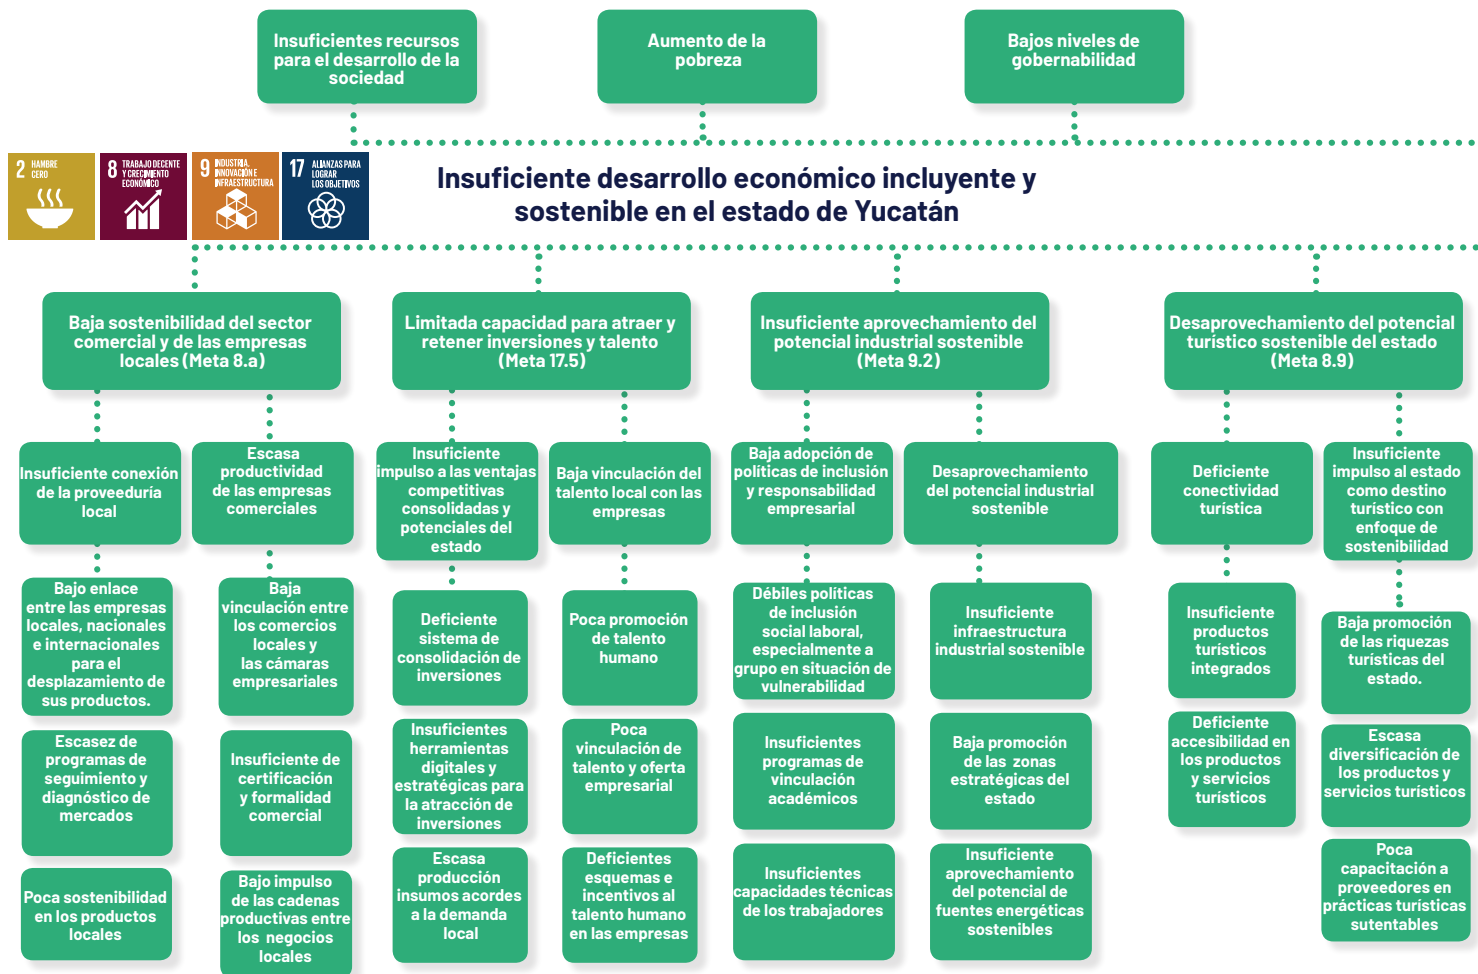 Insuficientes recursos
para el desarrollo de la
sociedad
Aumento de la
pobreza
Bajos niveles de
gobernabilidad
2 HAMBRE
CERO
8 TRABAJO DECENTE
Y CRECIMIENTO
ECONÓMICO
9 INDUSTRIA,
INNOVACIÓN E
INFRAESTRUCTURA
17 ALIANZAS PARA
LOGRAR
LOS OBJETIVOS
Insuficiente desarrollo económico incluyente y
sostenible en el estado de Yucatán
Baja sostenibilidad del sector
comercial y de las empresas
locales (Meta 8.a)
Limitada capacidad para atraer y
retener inversiones y talento
(Meta 17.5)
Insuficiente aprovechamiento del
potencial industrial sostenible
(Meta 9.2)
Desaprovechamiento del potencial
turístico sostenible del estado
(Meta 8.9)
Insuficiente conexión
de la proveeduría
local
Escasa
productividad
de las empresas
comerciales
Insuficiente
impulso a las ventajas
competitivas
consolidadas y
potenciales del
estado
Baja vinculación del
talento local con las
empresas
Baja adopción de
políticas de inclusión
y responsabilidad
empresarial
Desaprovechamiento
del potencial industrial
sostenible
Deficiente
conectividad
turística
Insuficiente
impulso al estado
como destino
turístico con
enfoque de
sostenibilidad
Bajo enlace
entre las empresas
locales, nacionales
e internacionales
para el
desplazamiento de
sus productos.
Baja
vinculación entre
los comercios
locales y
las cámaras
empresariales
Deficiente
sistema de
consolidación de
inversiones
Poca promoción
de talento
humano
Débiles políticas
de inclusión
social laboral,
especialmente a
grupo en situación de
vulnerabilidad
Insuficiente
infraestructura
industrial sostenible
Insuficiente
productos
turísticos
integrados
Baja promoción
de las riquezas
turísticas del
estado.
Escasez de
programas de
seguimiento y
diagnóstico de
mercados
Insuficiente de
certificación
y formalidad
comercial
Insuficientes
herramientas
digitales y
estratégicas para
la atracción de
inversiones
Poca
vinculación de
talento y oferta
empresarial
Insuficientes
programas de
vinculación
académicos
Baja promoción
de las zonas
estratégicas del
estado
Deficiente
accesibilidad en
los productos
y servicios
turísticos
Escasa
diversificación de
los productos y
servicios turísticos
Poca sostenibilidad
en los productos
locales
Bajo impulso
de las cadenas
productivas entre
los negocios
locales
Escasa
producción
insumos acordes
a la demanda
local
Deficientes
esquemas e
incentivos al
talento humano
en las empresas
Insuficientes
capacidades técnicas
de los trabajadores
Insuficiente
aprovechamiento
del potencial de
fuentes energéticas
sostenibles
Poca
capacitación a
proveedores en
prácticas turísticas
sutentables